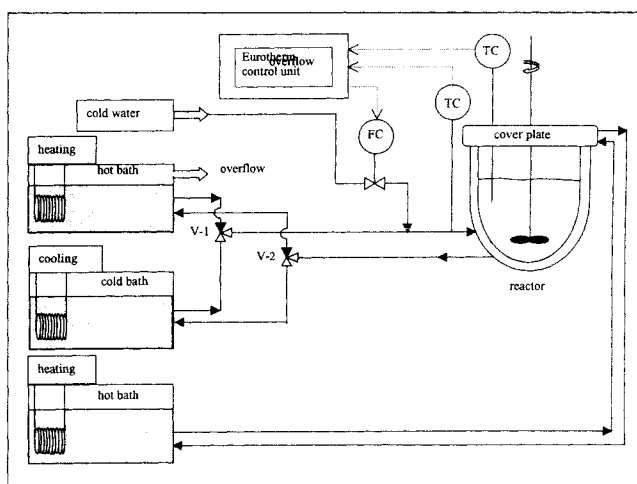 Eurotherm
overflow
control unit
TC
TC
cold water
FC
cover plate
heating
hot bath
overflow
V-1
V-2
cooling
cold bath
reactor
heating
hot bath